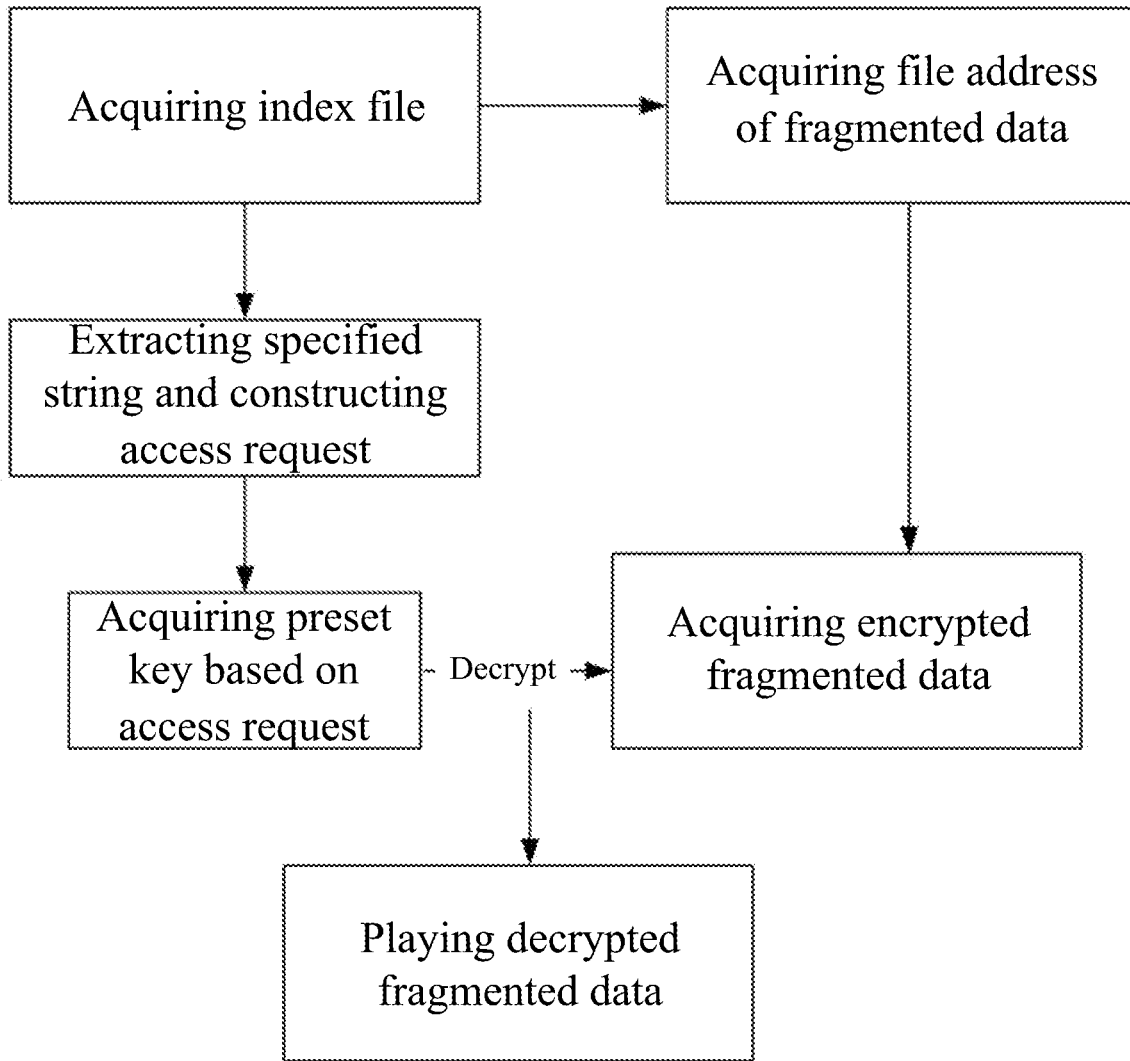 Acquiring index file
Acquiring file address
of fragmented data
Extracting specified
string and constructing
access request
Acquiring preset
key based on
access request
Decrypt
Acquiring encrypted
fragmented data
Playing decrypted
fragmented data